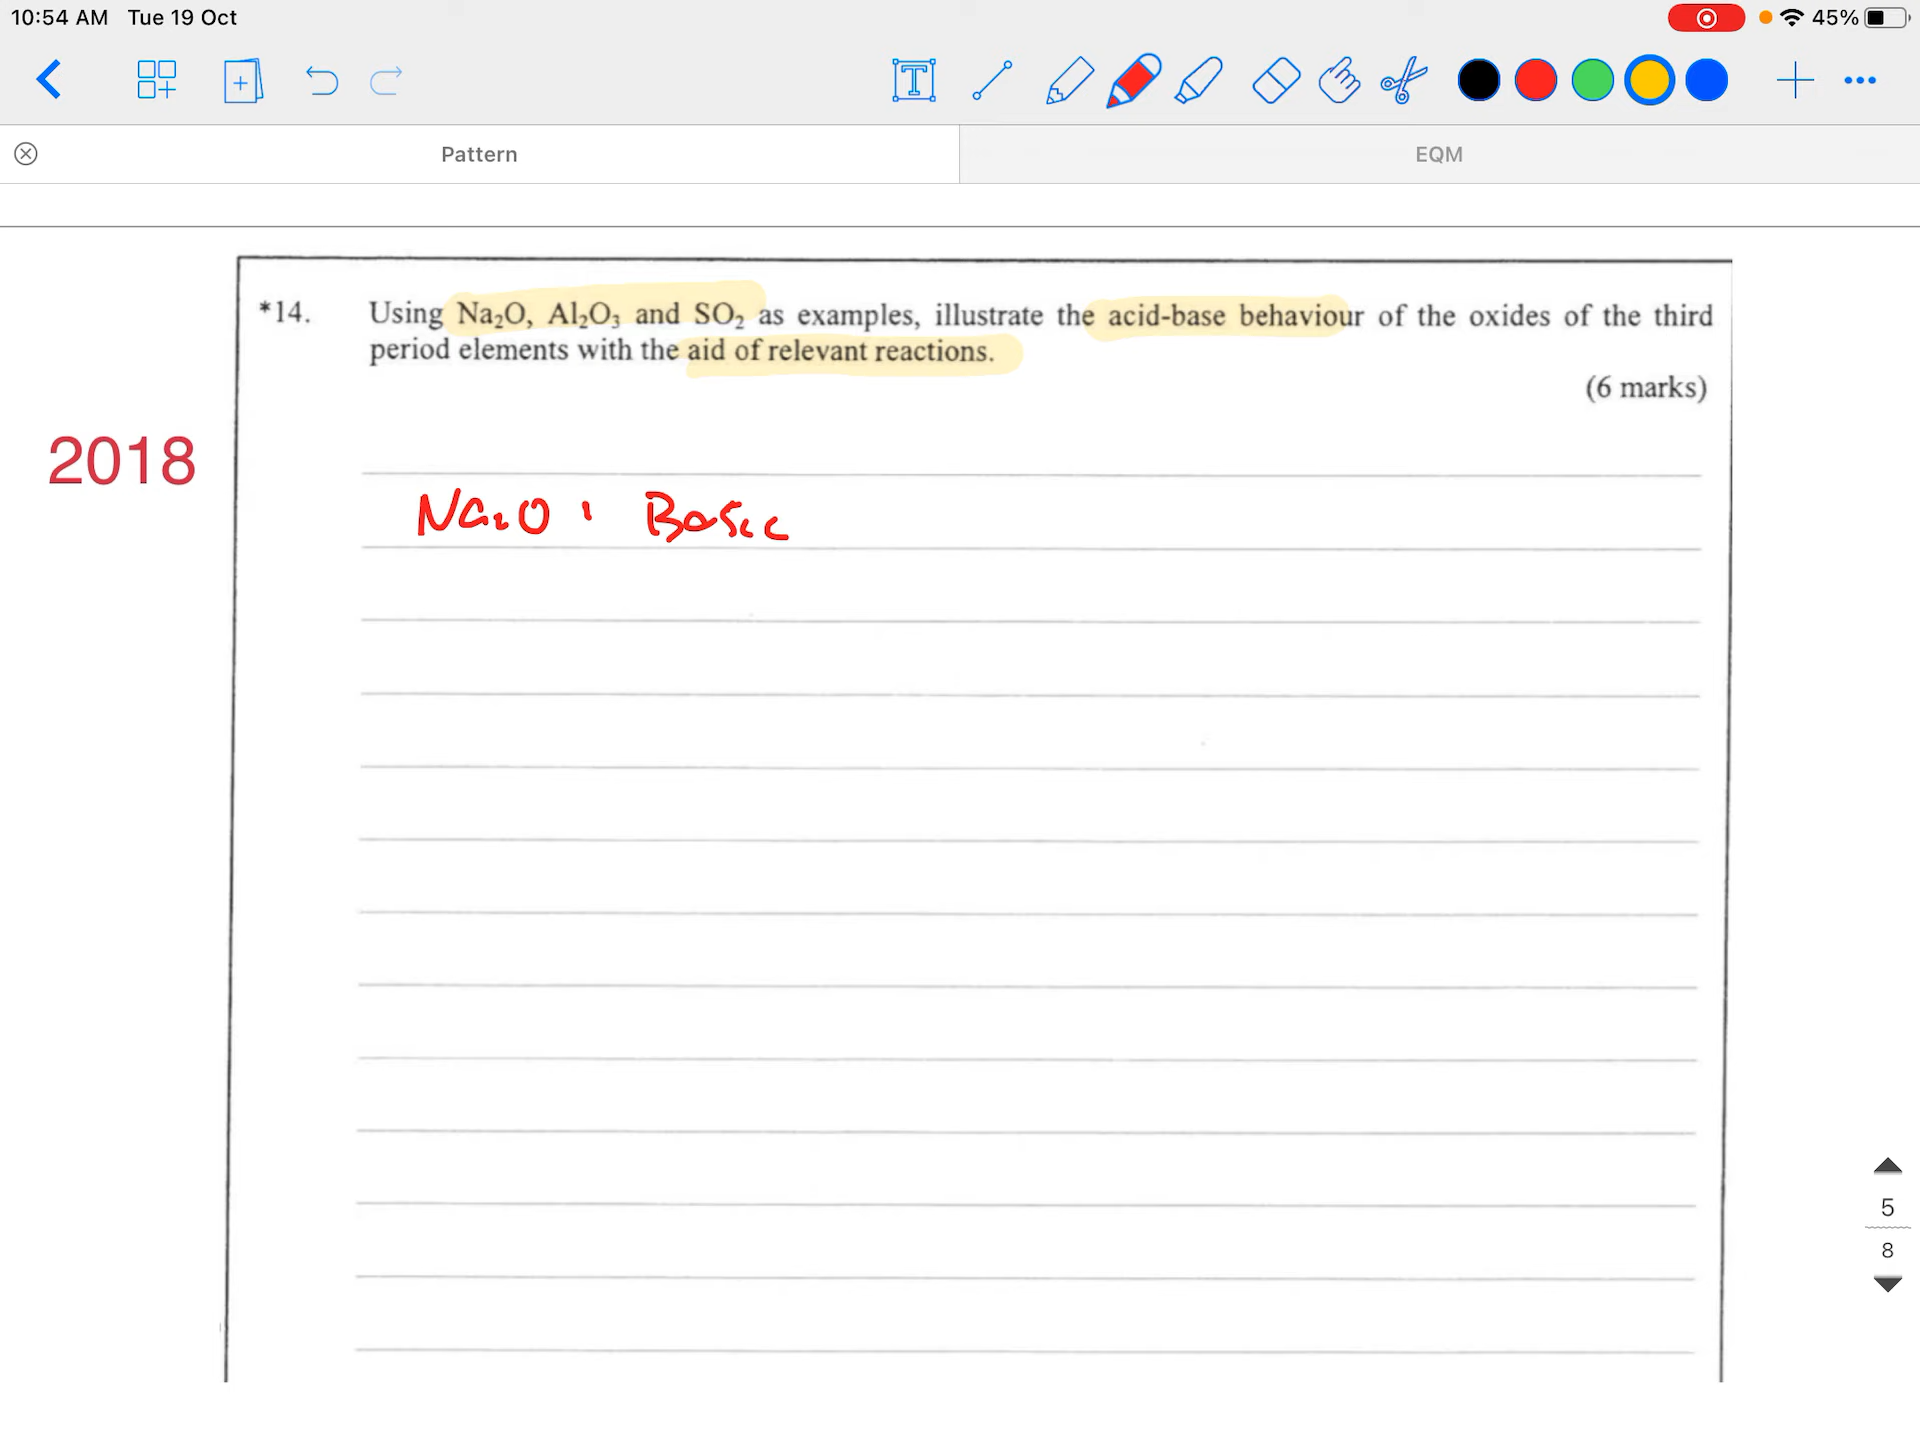 10:54 AM Tue 19 Oct
45%
T
Pattern
EQM
*14. Using Na₂O, Al₂O₃ and SO₂ as examples, illustrate the acid-base behaviour of the oxides of the third
period elements with the aid of relevant reactions.
(6 marks)
2018
Na₂O : Basic
5
8